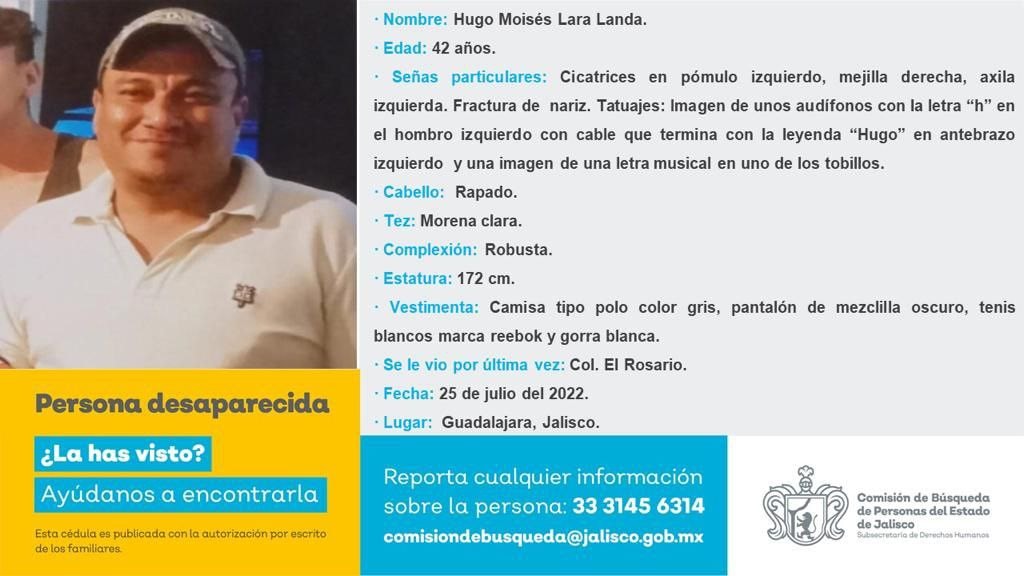 · Nombre: Hugo Moisés Lara Landa.
· Edad: 42 años.
· Señas particulares: Cicatrices en pómulo izquierdo, mejilla derecha, axila
izquierda. Fractura de nariz. Tatuajes: Imagen de unos audífonos con la letra “h” en
el hombro izquierdo con cable que termina con la leyenda “Hugo” en antebrazo
izquierdo y una imagen de una letra musical en uno de los tobillos.
· Cabello: Rapado.
· Tez: Morena clara.
· Complexión: Robusta.
· Estatura: 172 cm.
· Vestimenta: Camisa tipo polo color gris, pantalón de mezclilla oscuro, tenis
blancos marca reebok y gorra blanca.
· Se le vio por última vez: Col. El Rosario.
· Fecha: 25 de julio del 2022.
· Lugar: Guadalajara, Jalisco.
Persona desaparecida
¿La has visto?
Ayúdanos a encontrarla
Esta cédula es publicada con la autorización por escrito
de los familiares.
Reporta cualquier información
sobre la persona: 33 3145 6314
comisiondebusqueda@jalisco.gob.mx
Comisión de Búsqueda
de Personas del Estado
de Jalisco
Subsecretaría de Derechos Humanos